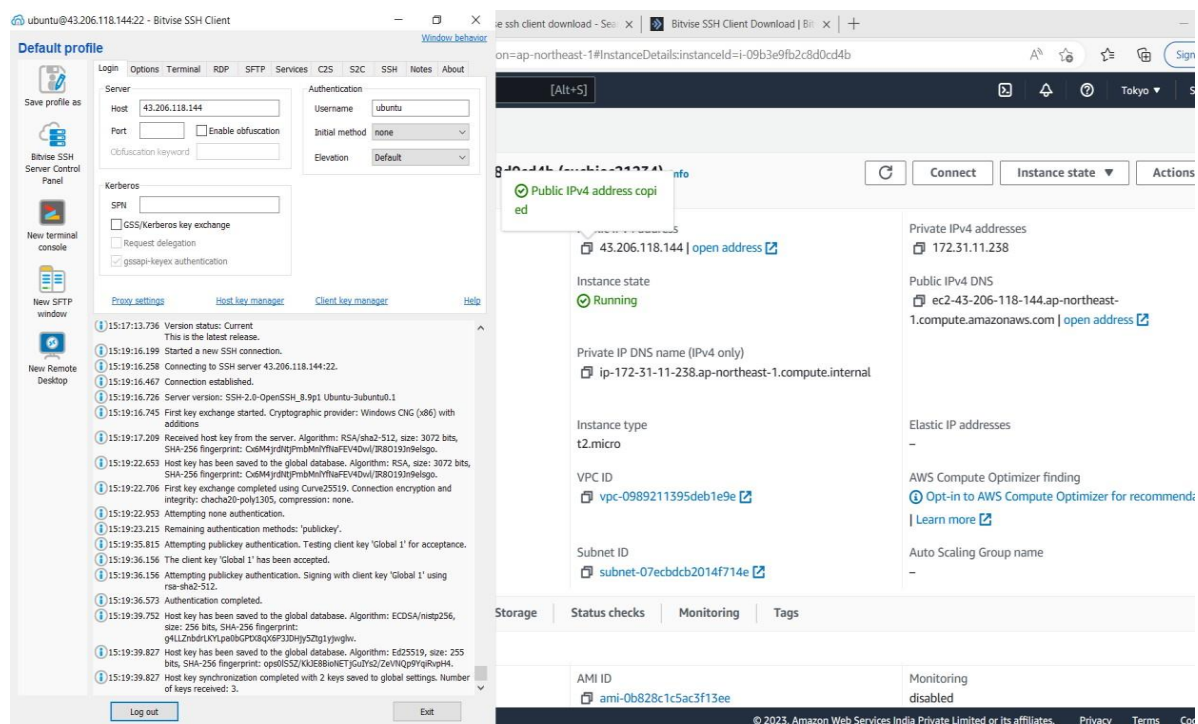 ubuntu@43.206.118.144:22 - Bitvise SSH Client
Default profile
Window behavior
Save profile as
Bitvise SSH
Server Control
Panel
New terminal
console
New SFTP
window
New Remote
Desktop
Login Options Terminal RDP SFTP Services C2S S2C SSH Notes About
Server
Host 43.206.118.144
Port Enable obfuscation
Obfuscation keyword
Authentication
Username ubuntu
Initial method none
Elevation Default
Kerberos
SPN
GSS/Kerberos key exchange
Request delegation
gssapi-keyex authentication
Proxy settings Host key manager Client key manager Help
15:17:13.736 Version status: Current
This is the latest release.
15:19:16.199 Started a new SSH connection.
15:19:16.258 Connecting to SSH server 43.206.118.144:22.
15:19:16.467 Connection established.
15:19:16.726 Server version: SSH-2.0-OpenSSH_8.9p1 Ubuntu-3ubuntu0.1
15:19:16.745 First key exchange started. Cryptographic provider: Windows CNG (x86) with
additions
15:19:17.209 Received host key from the server. Algorithm: RSA/sha2-512, size: 3072 bits,
SHA-256 fingerprint:
15:19:22.653 Host key has been saved to the global database. Algorithm: RSA, size: 3072 bits,
SHA-256 fingerprint:
15:19:22.706 First key exchange completed using Curve25519. Connection encryption and
integrity: chacha20-poly1305, compression: none.
15:19:22.953 Attempting none authentication.
15:19:23.215 Remaining authentication methods: 'publickey'.
15:19:35.815 Attempting publickey authentication. Testing client key 'Global 1' for acceptance.
15:19:36.156 The client key 'Global 1' has been accepted.
15:19:36.156 Attempting publickey authentication. Signing with client key 'Global 1' using
rsa-sha2-512.
15:19:36.573 Authentication completed.
15:19:39.752 Host key has been saved to the global database. Algorithm: ECDSA/nistp256,
size: 256 bits, SHA-256 fingerprint:
15:19:39.827 Host key has been saved to the global database. Algorithm: Ed25519, size: 255
bits, SHA-256 fingerprint:
15:19:39.827 Host key synchronization completed with 2 keys saved to global settings. Number
of keys received: 3.
Log out Exit
se ssh client download - Sea Bitvise SSH Client Download | Bit
on=ap-northeast-1#InstanceDetails:instanceId=i-09b3e9fb2c8d0cd4b
Sign
[Alt+S] Tokyo
Connect Instance state Actions
Public IPv4 address copi
ed
43.206.118.144 | open address
Private IPv4 addresses
172.31.11.238
Instance state
Running
Public IPv4 DNS
ec2-43-206-118-144.ap-northeast-
1.compute.amazonaws.com | open address
Private IP DNS name (IPv4 only)
ip-172-31-11-238.ap-northeast-1.compute.internal
Instance type
t2.micro
Elastic IP addresses
–
VPC ID
vpc-0989211395deb1e9e
AWS Compute Optimizer finding
Opt-in to AWS Compute Optimizer for recommenda
| Learn more
Subnet ID
subnet-07ecbdcb2014f714e
Auto Scaling Group name
–
Storage Status checks Monitoring Tags
AMI ID
ami-0b828c1c5ac3f13ee
Monitoring
disabled
© 2023, Amazon Web Services India Private Limited or its affiliates. Privacy Terms Coo